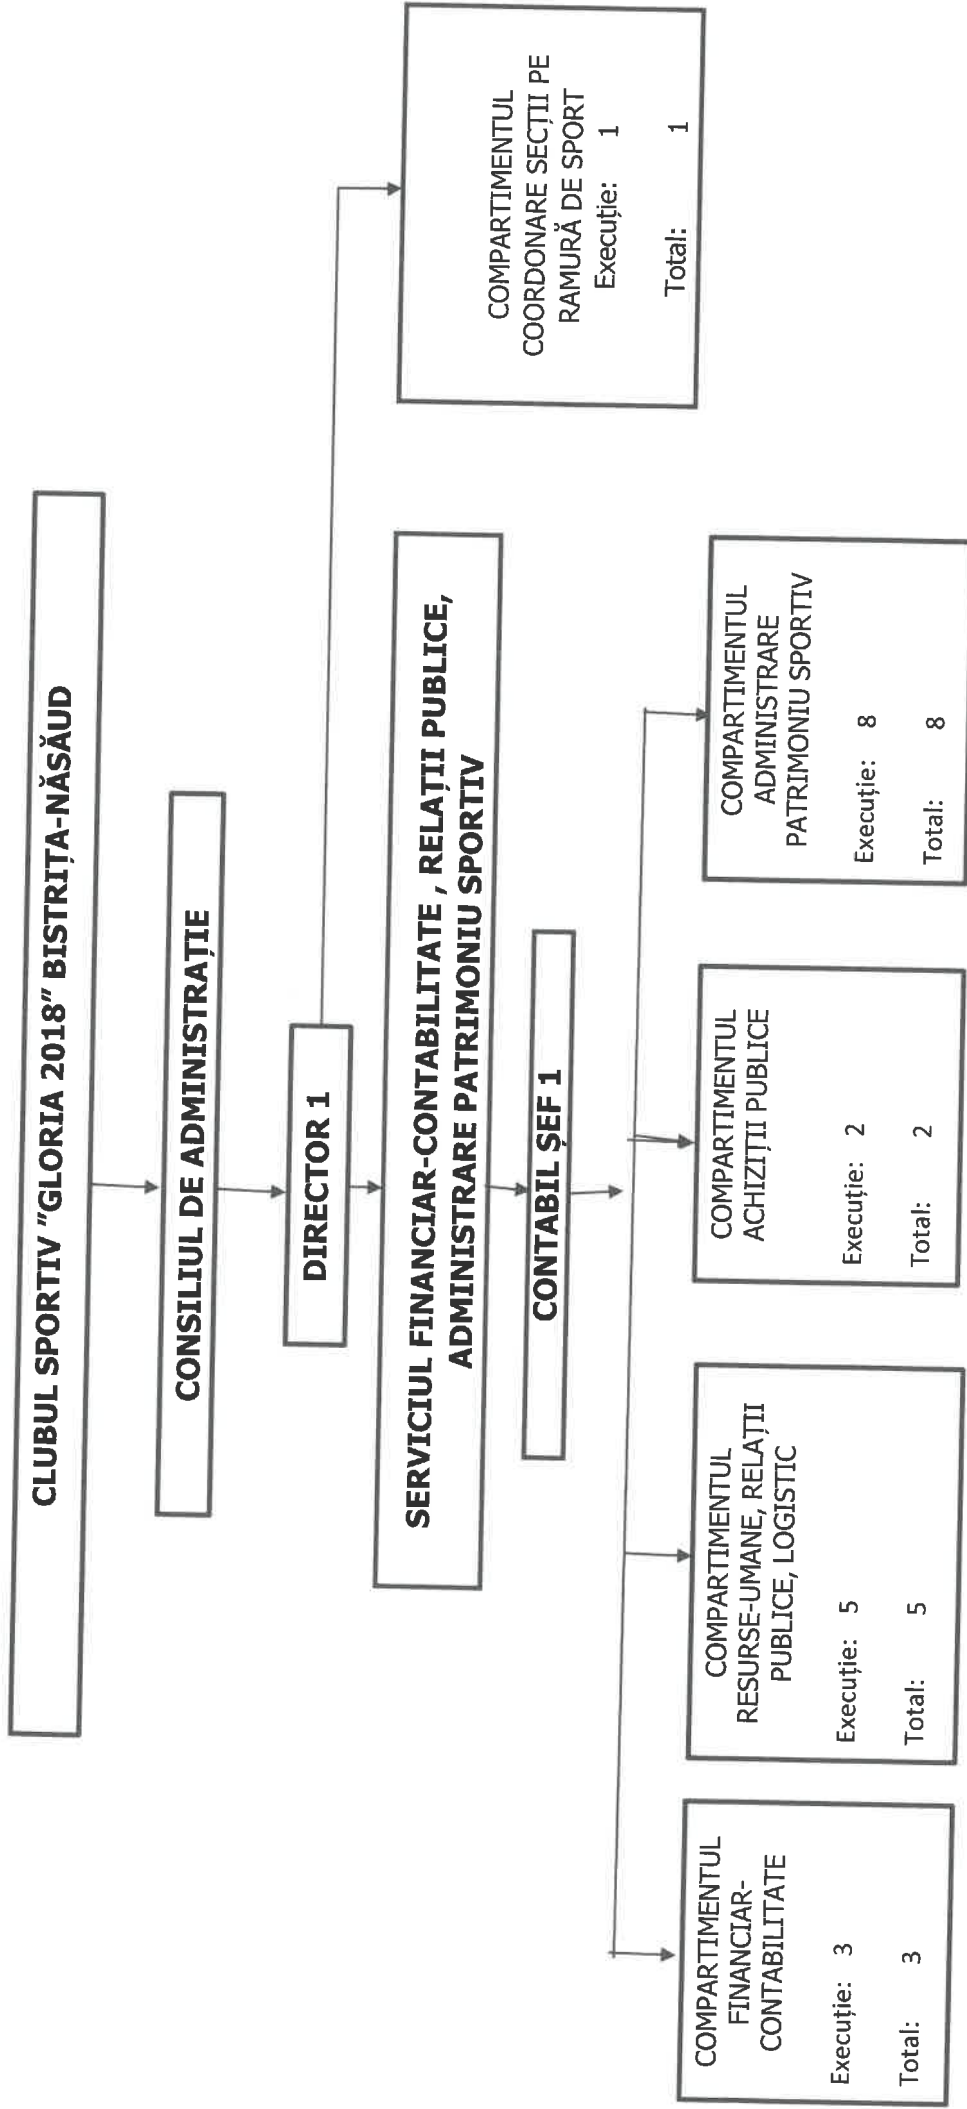 CLUBUL SPORTIV "GLORIA 2018" BISTRIȚA-NĂSĂUD
CONSILIUL DE ADMINISTRAȚIE
DIRECTOR 1
SERVICIUL FINANCIAR-CONTABILITATE , RELAȚII PUBLICE,
ADMINISTRARE PATRIMONIU SPORTIV
CONTABIL ȘEF 1
COMPARTIMENTUL
COORDONARE SECȚII PE
RAMURĂ DE SPORT
Execuție: 1
Total: 1
COMPARTIMENTUL
FINANCIAR-
CONTABILITATE
Execuție: 3
Total: 3
COMPARTIMENTUL
RESURSE-UMANE, RELAȚII
PUBLICE, LOGISTIC
Execuție: 5
Total: 5
COMPARTIMENTUL
ACHIZIȚII PUBLICE
Execuție: 2
Total: 2
COMPARTIMENTUL
ADMINISTRARE
PATRIMONIU SPORTIV
Execuție: 8
Total: 8